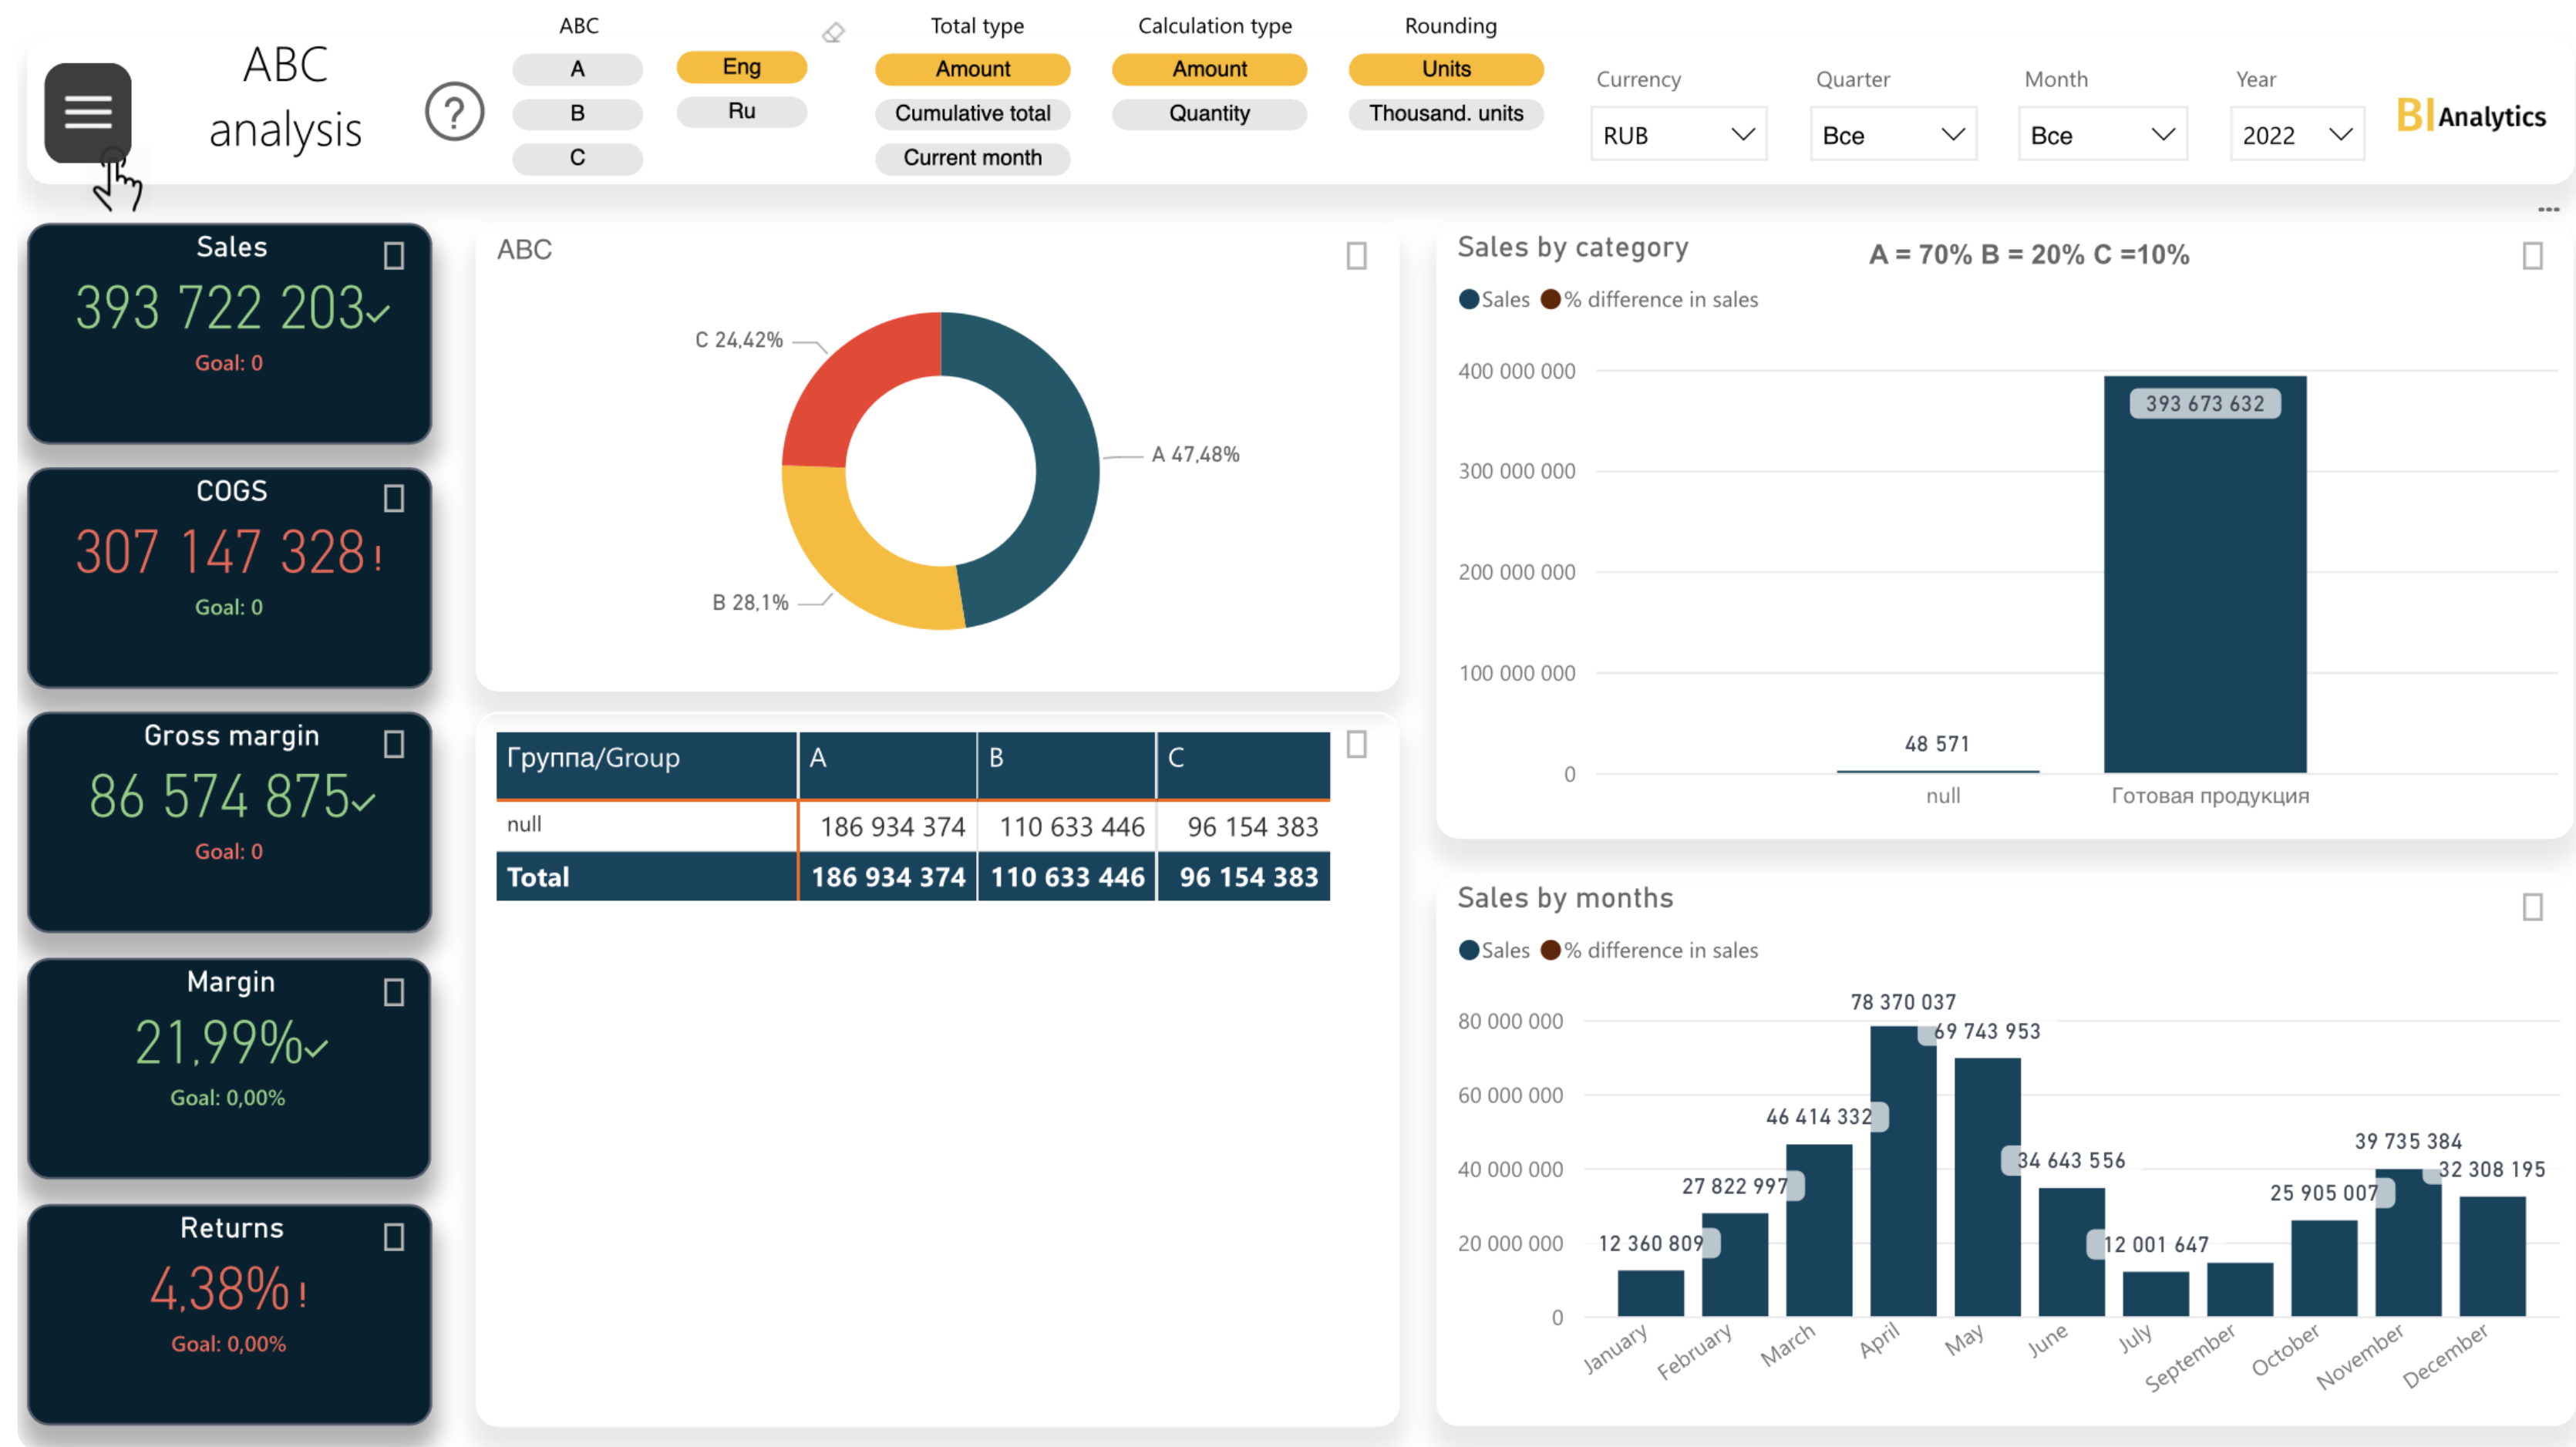 ABC analysis
?
ABC
A
B
C
Eng
Ru
Total type
Amount
Cumulative total
Current month
Calculation type
Amount
Quantity
Rounding
Units
Thousand. units
Currency
RUB
Quarter
Все
Month
Все
Year
2022
BI Analytics
Sales
393 722 203
Goal: 0
COGS
307 147 328!
Goal: 0
Gross margin
86 574 875
Goal: 0
Margin
21,99%
Goal: 0,00%
Returns
4,38%!
Goal: 0,00%
ABC
C 24,42%
A 47,48%
B 28,1%
Группа/Group A B C
null 186 934 374 110 633 446 96 154 383
Total 186 934 374 110 633 446 96 154 383
Sales by category
A = 70% B = 20% C =10%
Sales % difference in sales
400 000 000
393 673 632
300 000 000
200 000 000
100 000 000
48 571
0
null Готовая продукция
Sales by months
Sales % difference in sales
78 370 037
80 000 000
69 743 953
60 000 000
46 414 332
39 735 384
34 643 556
40 000 000
32 308 195
27 822 997
25 905 007
20 000 000
12 360 809
12 001 647
0
January February March April May June July September October November December